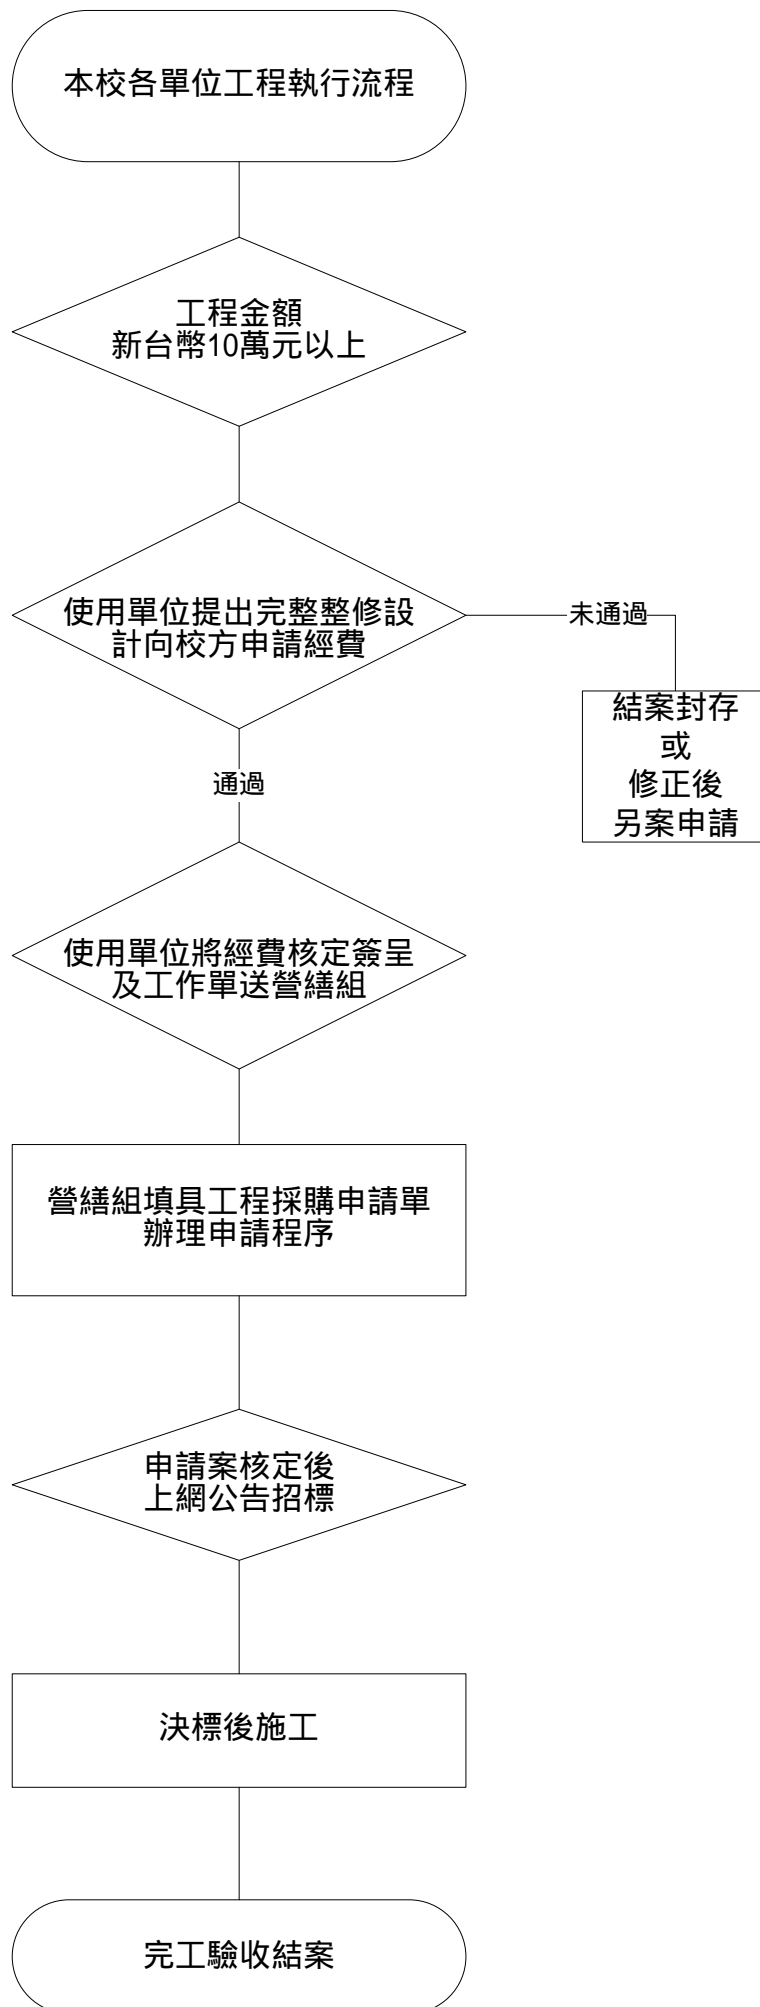 本校各單位工程執行流程
工程金額
新台幣10萬元以上
使用單位提出完整整修設
計向校方申請經費
未通過
結案封存
或
修正後
另案申請
通過
使用單位將經費核定簽呈
及工作單送營繕組
營繕組填具工程採購申請單
辦理申請程序
申請案核定後
上網公告招標
決標後施工
完工驗收結案